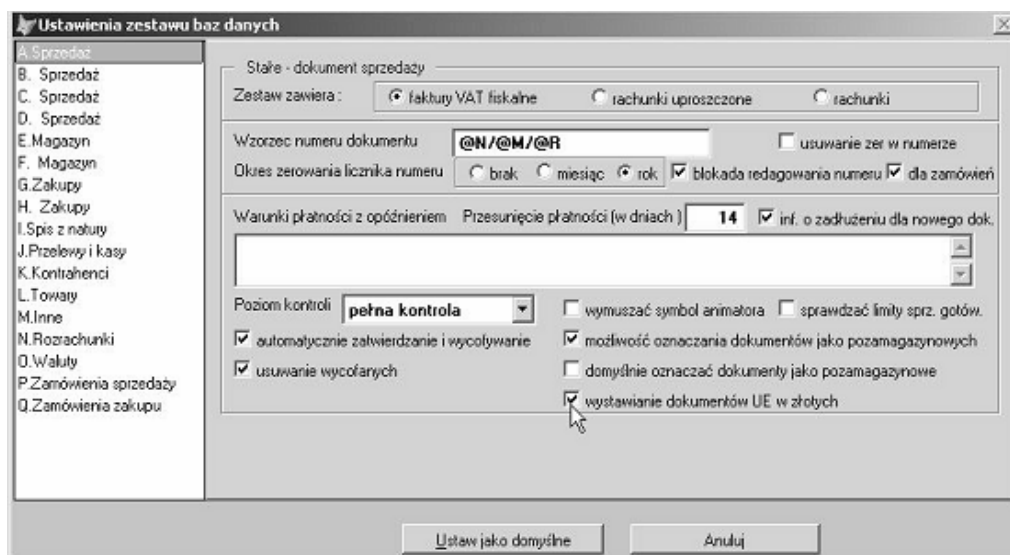 Ustawienia zestawu baz danych
A.Sprzedaż
B. Sprzedaż
C. Sprzedaż
D. Sprzedaż
E.Magazyn
F. Magazyn
G.Zakupy
H. Zakupy
I.Spis z natury
J.Przelewy i kasy
K.Kontrahenci
L.Towary
M.Inne
N.Rozrachunki
O.Waluty
P.Zamówienia sprzedaży
Q.Zamówienia zakupu
Stałe - dokument sprzedaży
Zestaw zawiera : faktury VAT fiskalne rachunki uproszczone rachunki
Wzorzec numeru dokumentu @N/@M/@R usuwanie zer w numerze
Okres zerowania licznika numeru brak miesiąc rok blokada redagowania numeru dla zamówień
Warunki płatności z opóźnieniem Przesunięcie płatności (w dniach ) 14 inf. o zadłużeniu dla nowego dok.
Poziom kontroli pełna kontrola wymuszać symbol animatora sprawdzać limity sprz. gotów.
automatycznie zatwierdzanie i wycofywanie możliwość oznaczania dokumentów jako pozamagazynowych
usuwanie wycofanych domyślnie oznaczać dokumenty jako pozamagazynowe
wystawianie dokumentów UE w złotych
Ustaw jako domyślne Anuluj